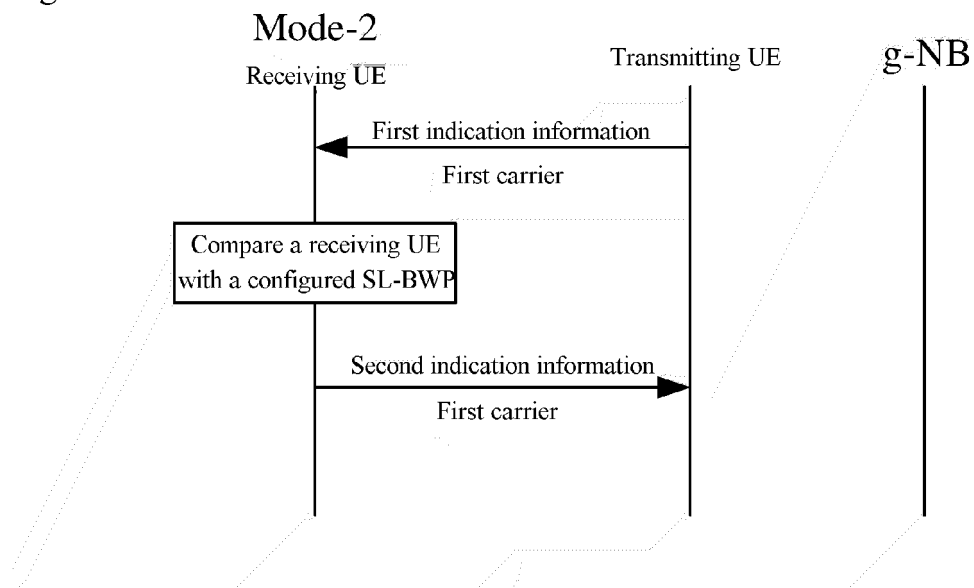 Mode-2
Receiving UE
Transmitting UE
g-NB
First indication information
First carrier
Compare a receiving UE
with a configured SL-BWP
Second indication information
First carrier